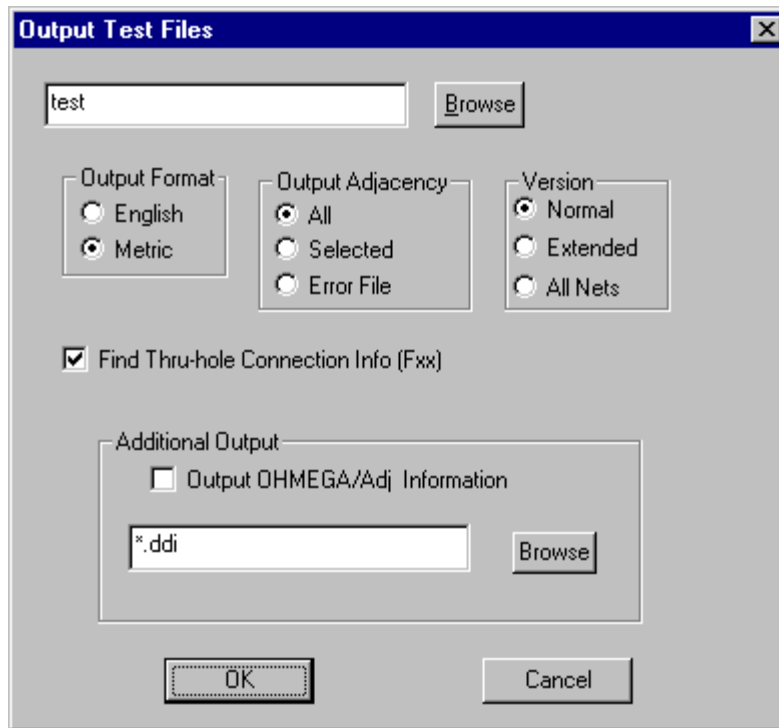 Output Test Files
test
Browse
Output Format
English
Metric
Output Adjacency
All
Selected
Error File
Version
Normal
Extended
All Nets
Find Thru-hole Connection Info (Fxx)
Additional Output
Output OHMEGA/Adj Information
*.ddi
Browse
OK
Cancel